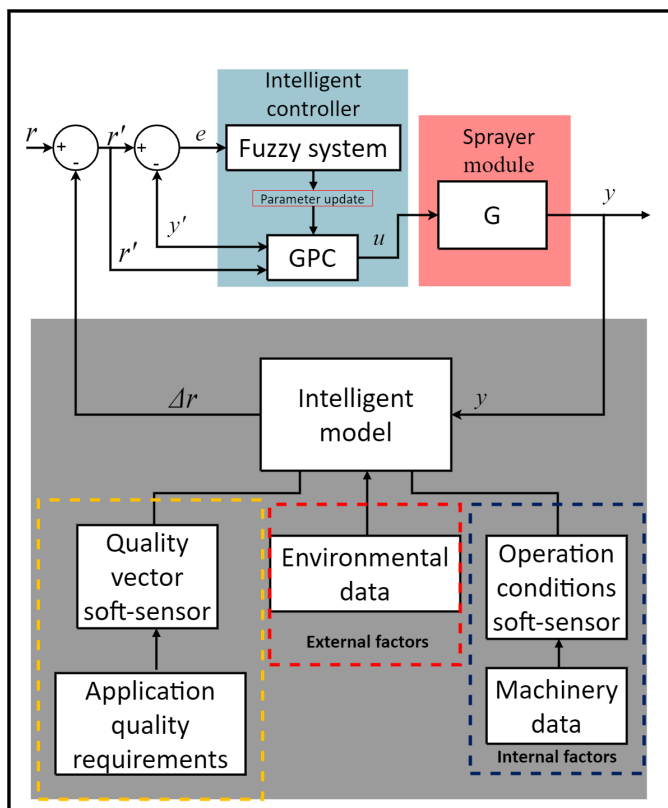 Intelligent
controller
r
+
-
r'
+
-
e
Fuzzy system
Sprayer
module
Parameter update
y'
r'
GPC
u
G
y
Δr
Intelligent
model
y
Quality
vector
soft-sensor
Environmental
data
Operation
conditions
soft-sensor
External factors
Application
quality
requirements
Machinery
data
Internal factors